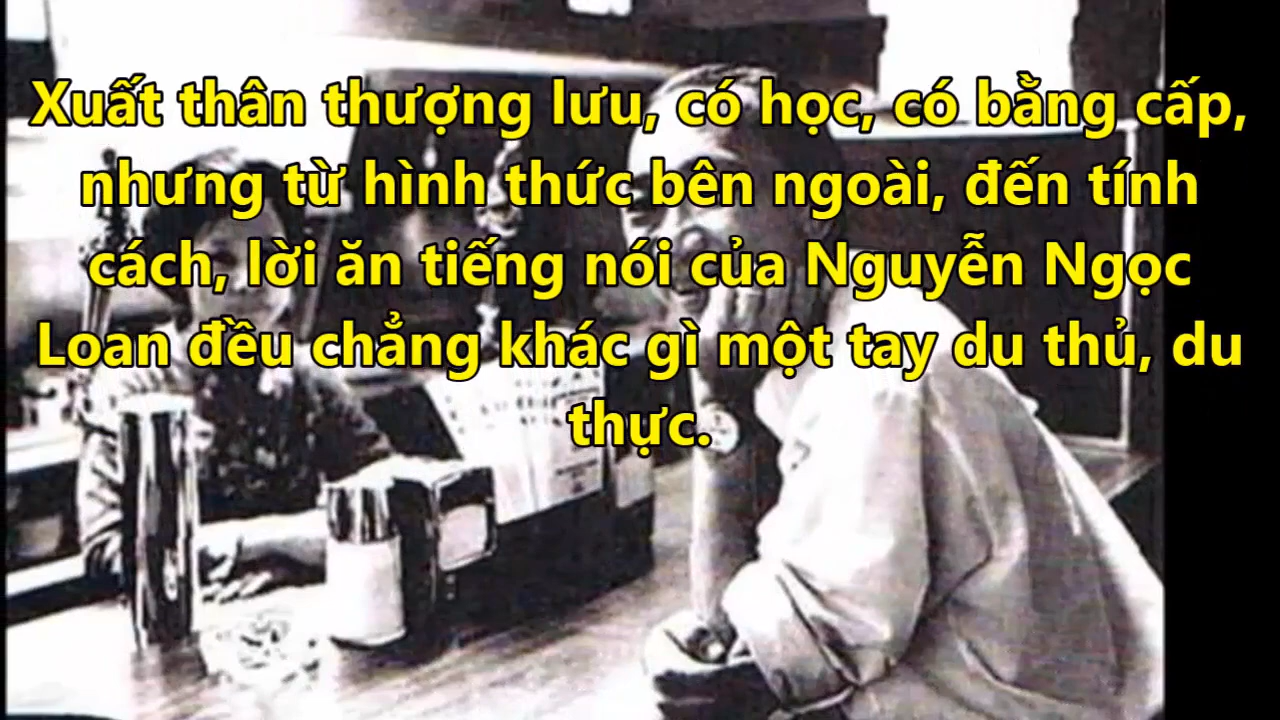 Xuất thân thượng lưu, có học, có bằng cấp,
nhưng từ hình thức bên ngoài, đến tính
cách, lời ăn tiếng nói của Nguyễn Ngọc
Loan đều chẳng khác gì một tay du thủ, du
thực.